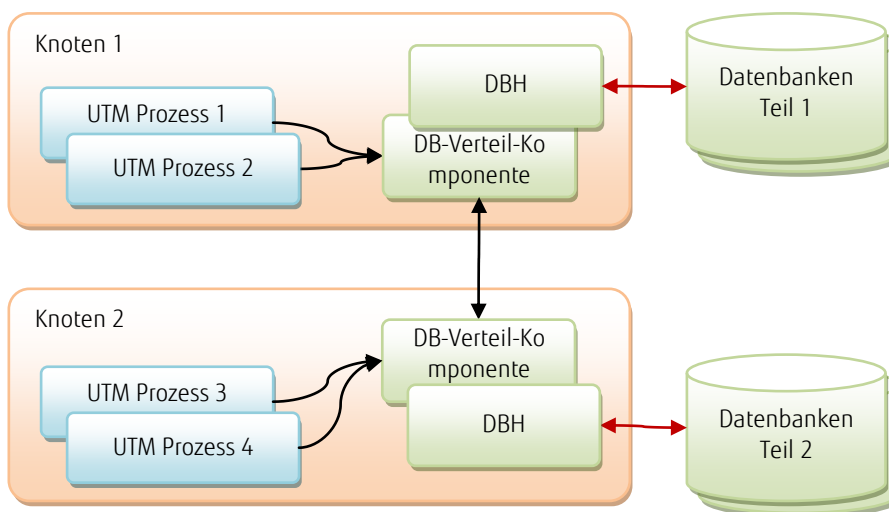 Knoten 1
UTM Prozess 1
UTM Prozess 2
DBH
DB-Verteil-Ko
mponente
Datenbanken
Teil 1
Knoten 2
UTM Prozess 3
UTM Prozess 4
DB-Verteil-Ko
mponente
DBH
Datenbanken
Teil 2